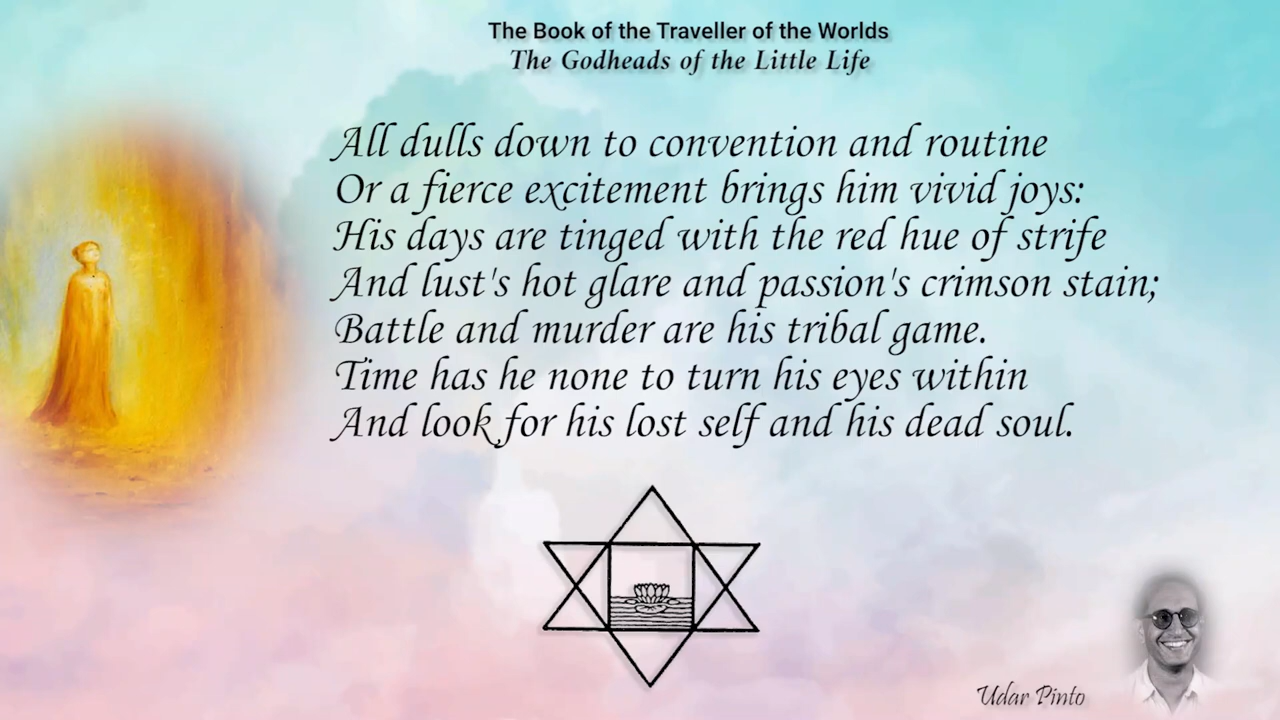 The Book of the Traveller of the Worlds
The Godheads of the Little Life
All dulls down to convention and routine
Or a fierce excitement brings him vivid joys:
His days are tinged with the red hue of strife
And lust's hot glare and passion's crimson stain;
Battle and murder are his tribal game.
Time has he none to turn his eyes within
And look for his lost self and his dead soul.
Udar Pinto